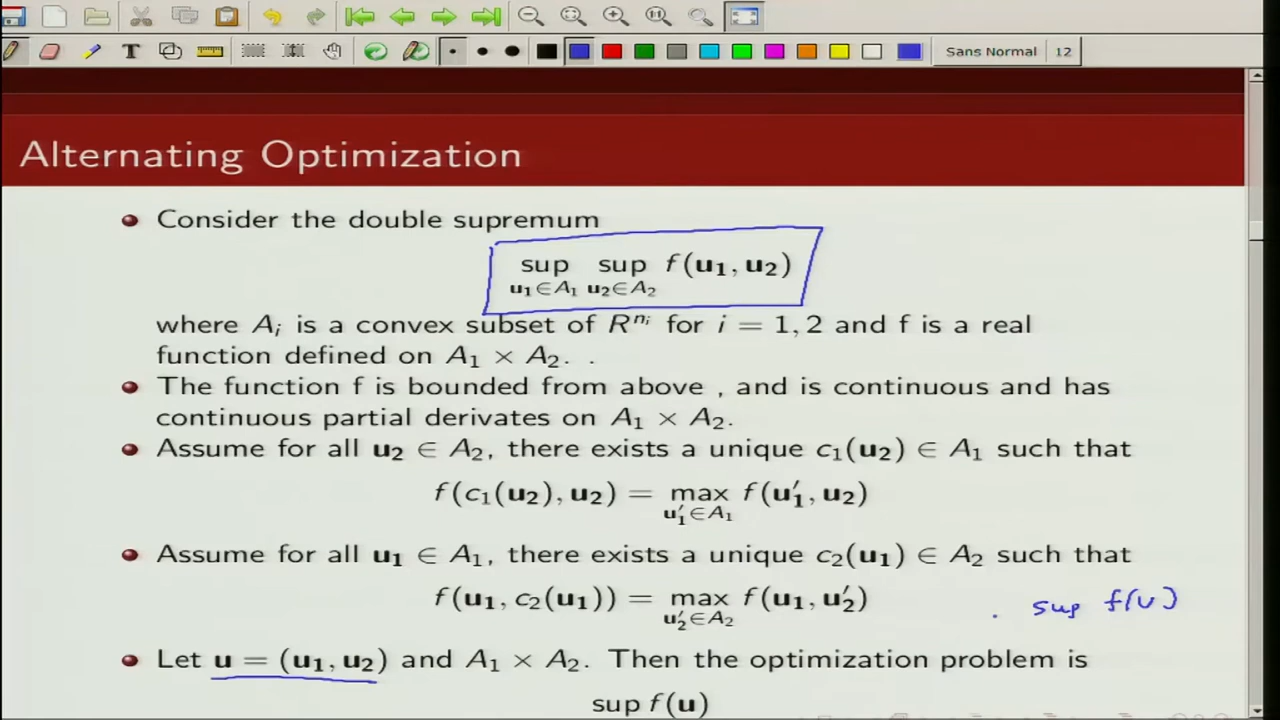 Sans Normal 12
Alternating Optimization
Consider the double supremum
sup sup f(u₁, u₂)
u₁∈A₁ u₂∈A₂
where Aᵢ is a convex subset of Rⁿⁱ for i = 1, 2 and f is a real
function defined on A₁ × A₂. .
The function f is bounded from above , and is continuous and has
continuous partial derivates on A₁ × A₂.
Assume for all u₂ ∈ A₂, there exists a unique c₁(u₂) ∈ A₁ such that
f(c₁(u₂), u₂) = max f(u₁′, u₂)
u₁′∈A₁
Assume for all u₁ ∈ A₁, there exists a unique c₂(u₁) ∈ A₂ such that
f(u₁, c₂(u₁)) = max f(u₁, u₂′)
u₂′∈A₂
. sup f(u)
Let u = (u₁, u₂) and A₁ × A₂. Then the optimization problem is
sup f(u)